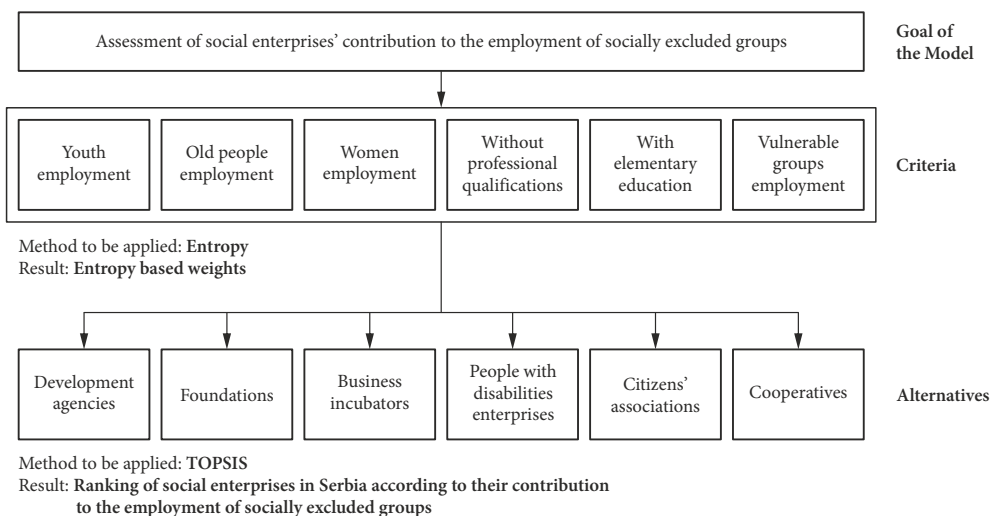 Assessment of social enterprises’ contribution to the employment of socially excluded groups
Goal of
the Model
Youth
employment
Old people
employment
Women
employment
Without
professional
qualifications
With
elementary
education
Vulnerable
groups
employment
Criteria
Method to be applied: Entropy
Result: Entropy based weights
Development
agencies
Foundations
Business
incubators
People with
disabilities
enterprises
Citizens’
associations
Cooperatives
Alternatives
Method to be applied: TOPSIS
Result: Ranking of social enterprises in Serbia according to their contribution
to the employment of socially excluded groups